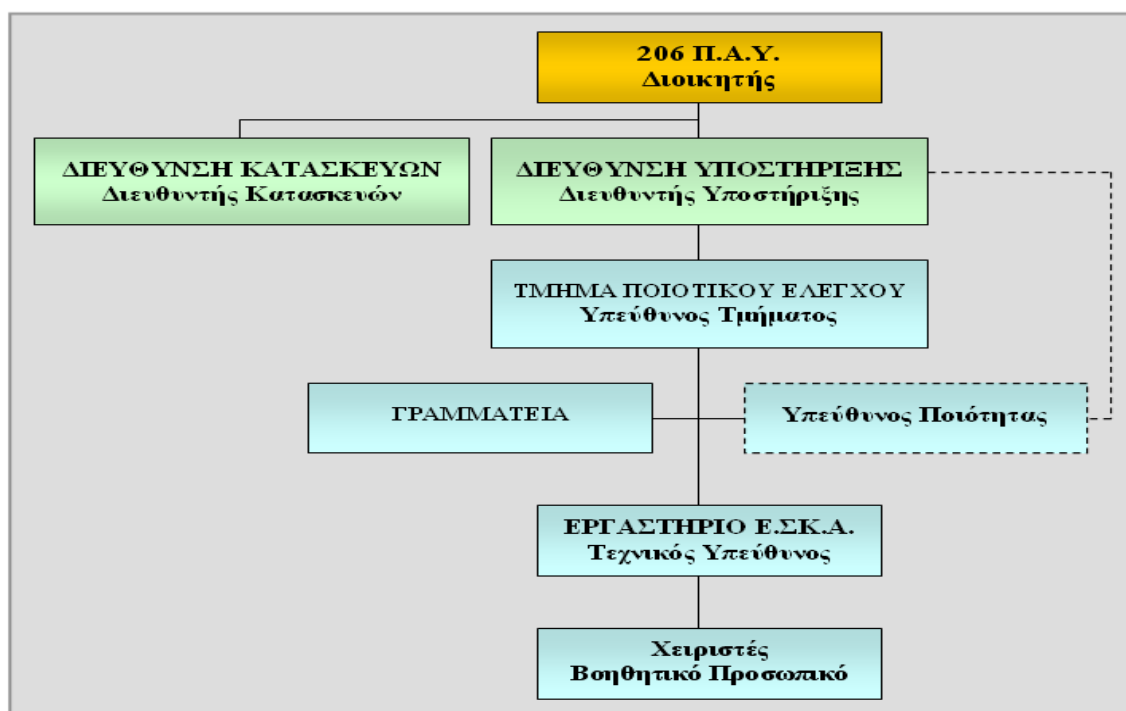 206 Π.Α.Υ.
Διοικητής
ΔΙΕΥΘΥΝΣΗ ΚΑΤΑΣΚΕΥΩΝ
Διευθυντής Κατασκευών
ΔΙΕΥΘΥΝΣΗ ΥΠΟΣΤΗΡΙΞΗΣ
Διευθυντής Υποστήριξης
ΤΜΗΜΑ ΠΟΙΟΤΙΚΟΥ ΕΛΕΓΧΟΥ
Υπεύθυνος Τμήματος
ΓΡΑΜΜΑΤΕΙΑ
Υπεύθυνος Ποιότητας
ΕΡΓΑΣΤΗΡΙΟ Ε.ΣΚ.Α.
Τεχνικός Υπεύθυνος
Χειριστές
Βοηθητικό Προσωπικό